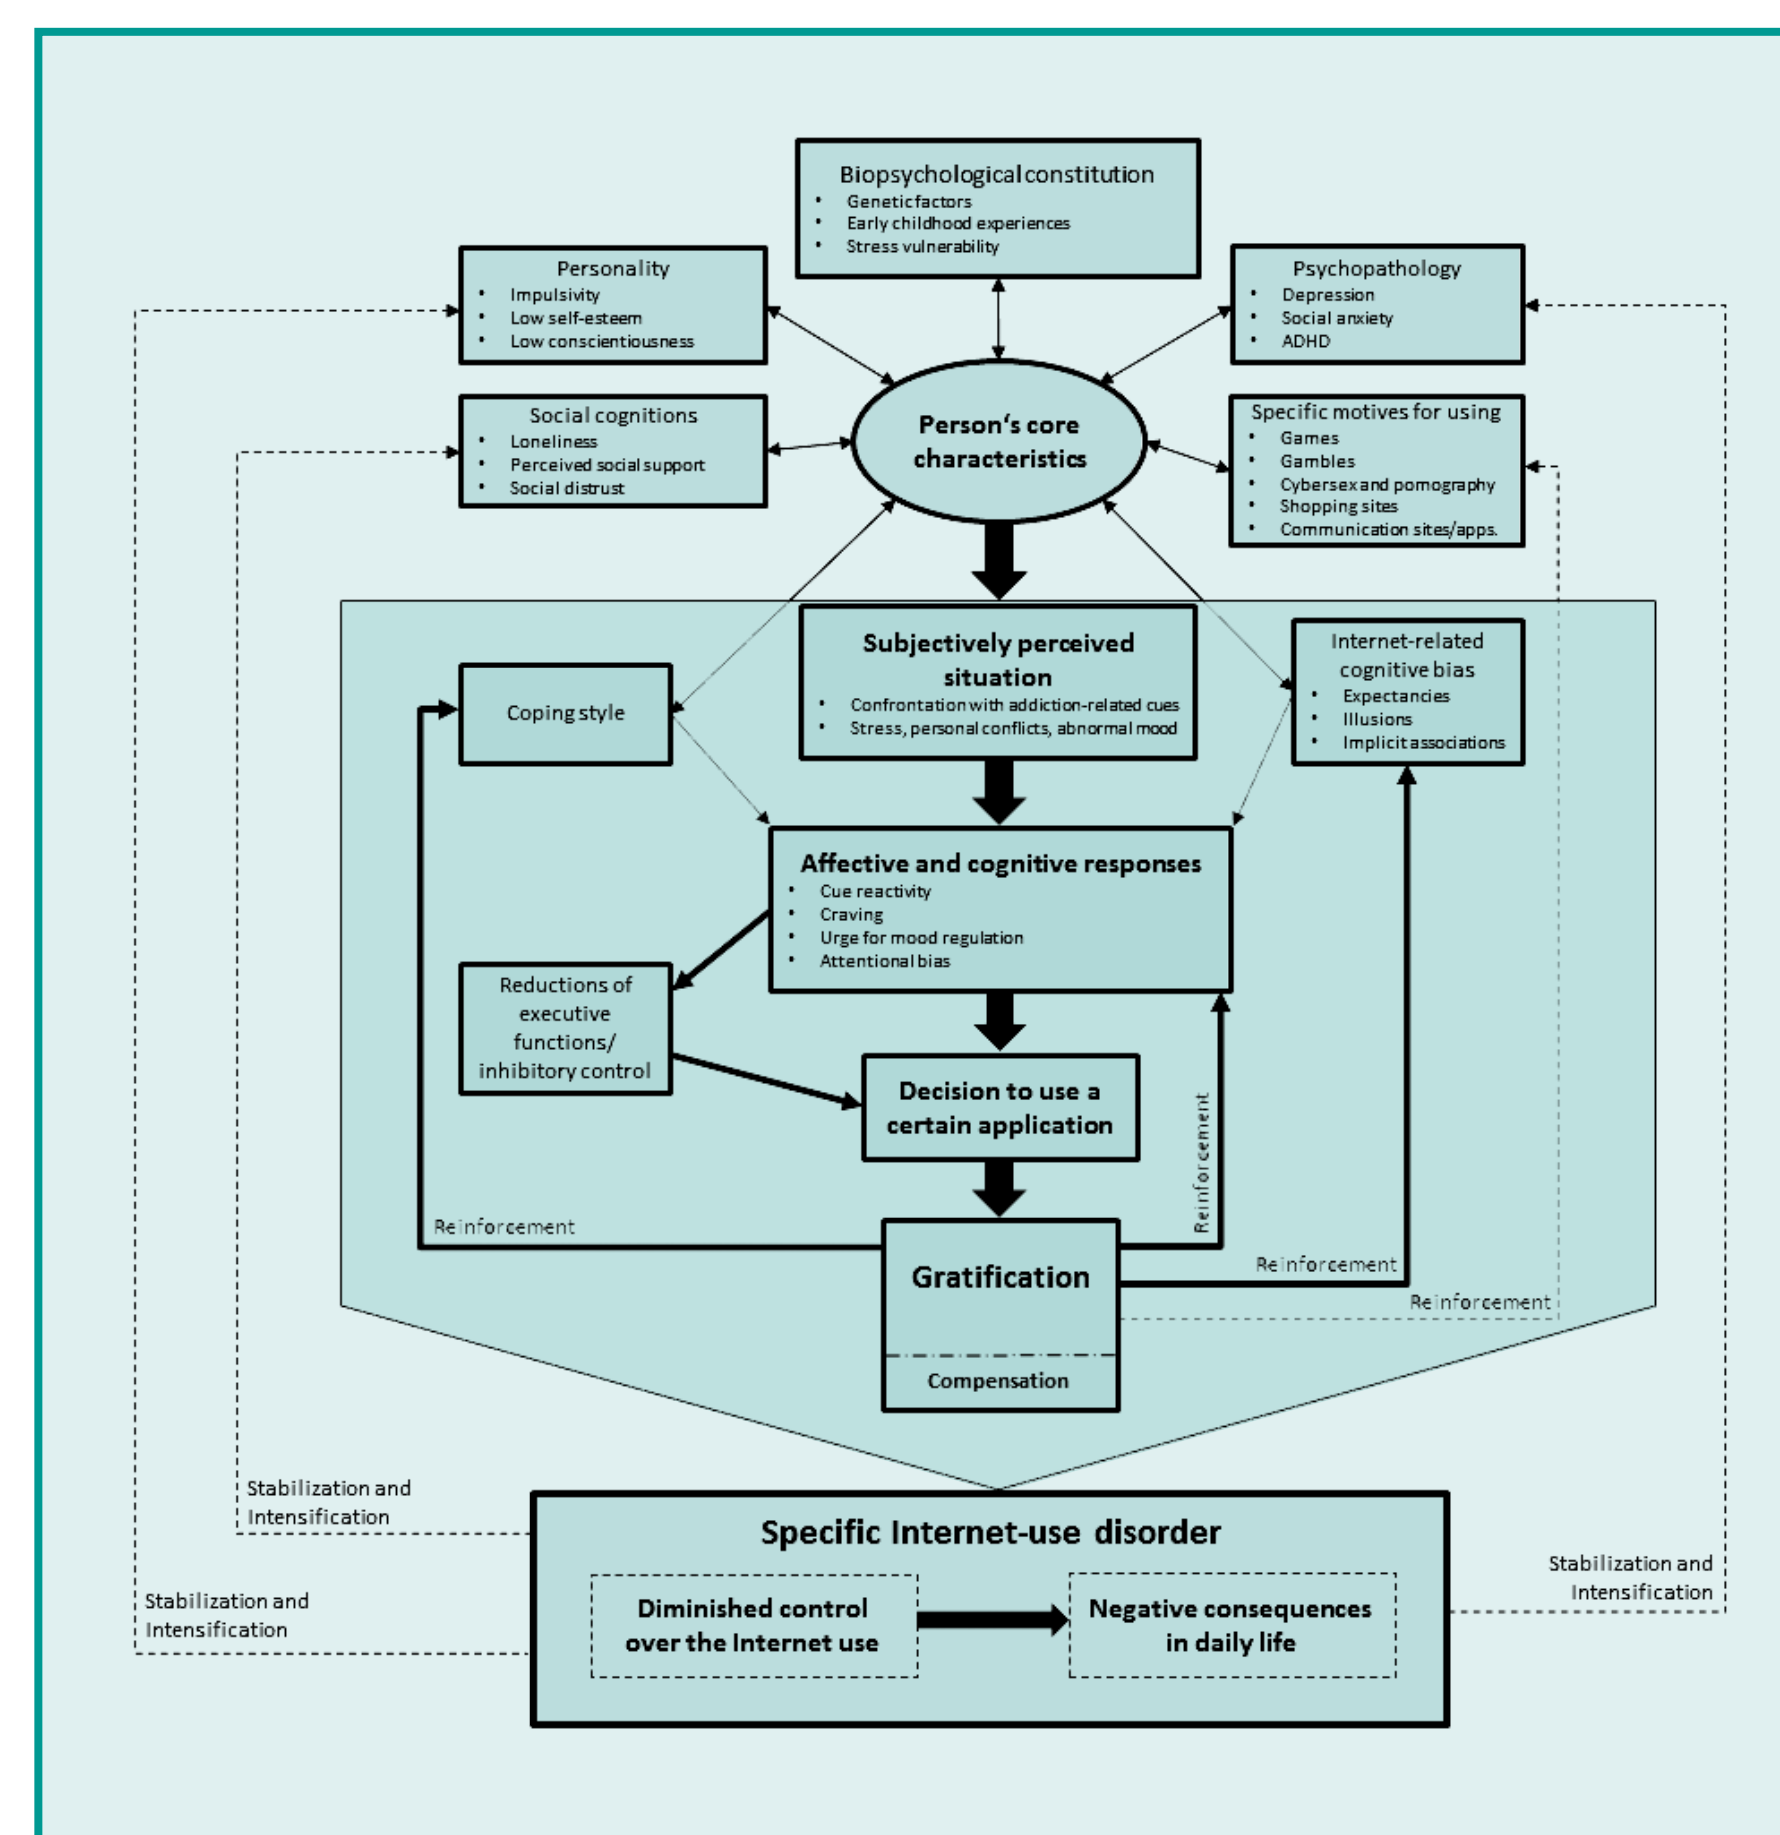 Biopsychological constitution
• Genetic factors
• Early childhood experiences
• Stress vulnerability
Personality
• Impulsivity
• Low self-esteem
• Low conscientiousness
Psychopathology
• Depression
• Social anxiety
• ADHD
Social cognitions
• Loneliness
• Perceived social support
• Social distrust
Person‘s core
characteristics
Specific motives for using
• Games
• Gambles
• Cybersex and pornography
• Shopping sites
• Communication sites/apps.
Subjectively perceived
situation
• Confrontation with addiction-related cues
• Stress, personal conflicts, abnormal mood
Coping style
Internet-related
cognitive bias
• Expectancies
• Illusions
• Implicit associations
Affective and cognitive responses
• Cue reactivity
• Craving
• Urge for mood regulation
• Attentional bias
Reductions of
executive
functions/
inhibitory control
Decision to use a
certain application
Reinforcement
Reinforcement
Gratification
Reinforcement
Reinforcement
Compensation
Stabilization and
Intensification
Specific Internet-use disorder
Stabilization and
Intensification
Stabilization and
Intensification
Diminished control
over the Internet use
Negative consequences
in daily life